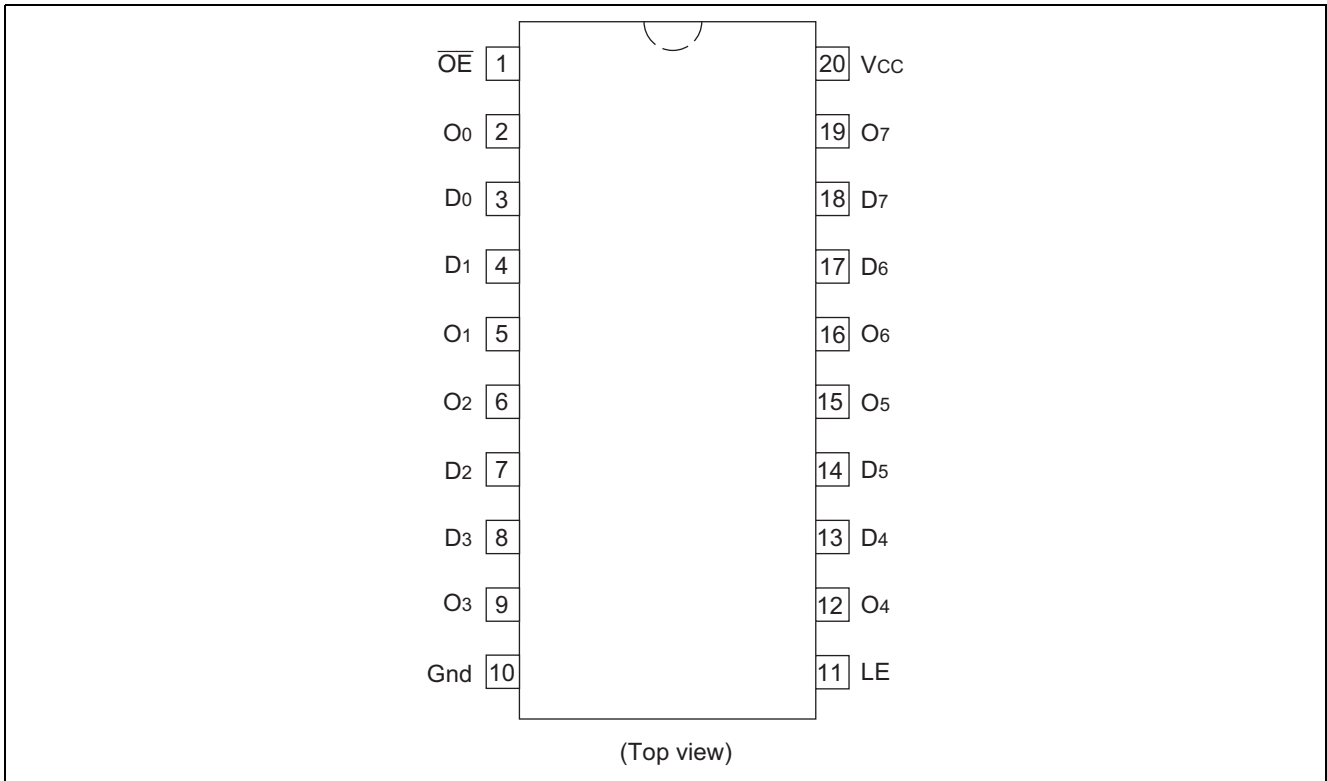 O̅E̅ 1 20 VCC
O0 2 19 O7
D0 3 18 D7
D1 4 17 D6
O1 5 16 O6
O2 6 15 O5
D2 7 14 D5
D3 8 13 D4
O3 9 12 O4
Gnd 10 11 LE
(Top view)